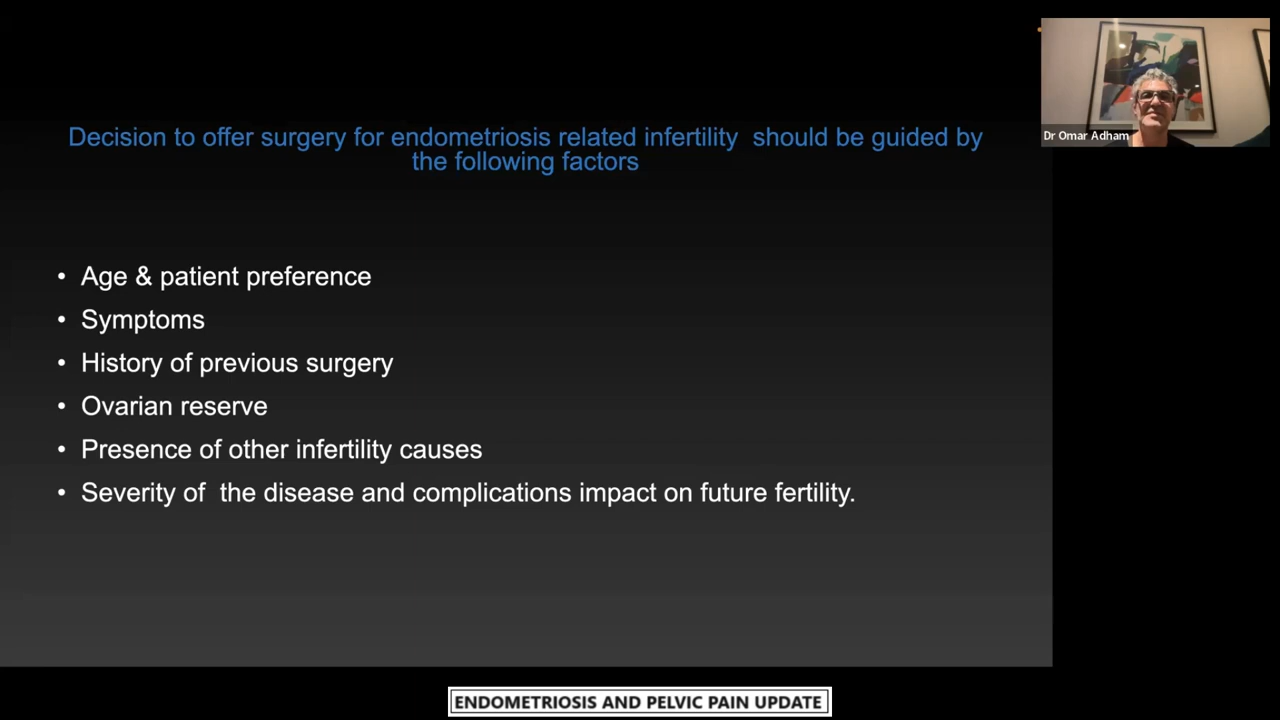 Decision to offer surgery for endometriosis related infertility  should be guided by
the following factors
• Age & patient preference
• Symptoms
• History of previous surgery
• Ovarian reserve
• Presence of other infertility causes
• Severity of  the disease and complications impact on future fertility.
Dr Omar Adham
ENDOMETRIOSIS AND PELVIC PAIN UPDATE